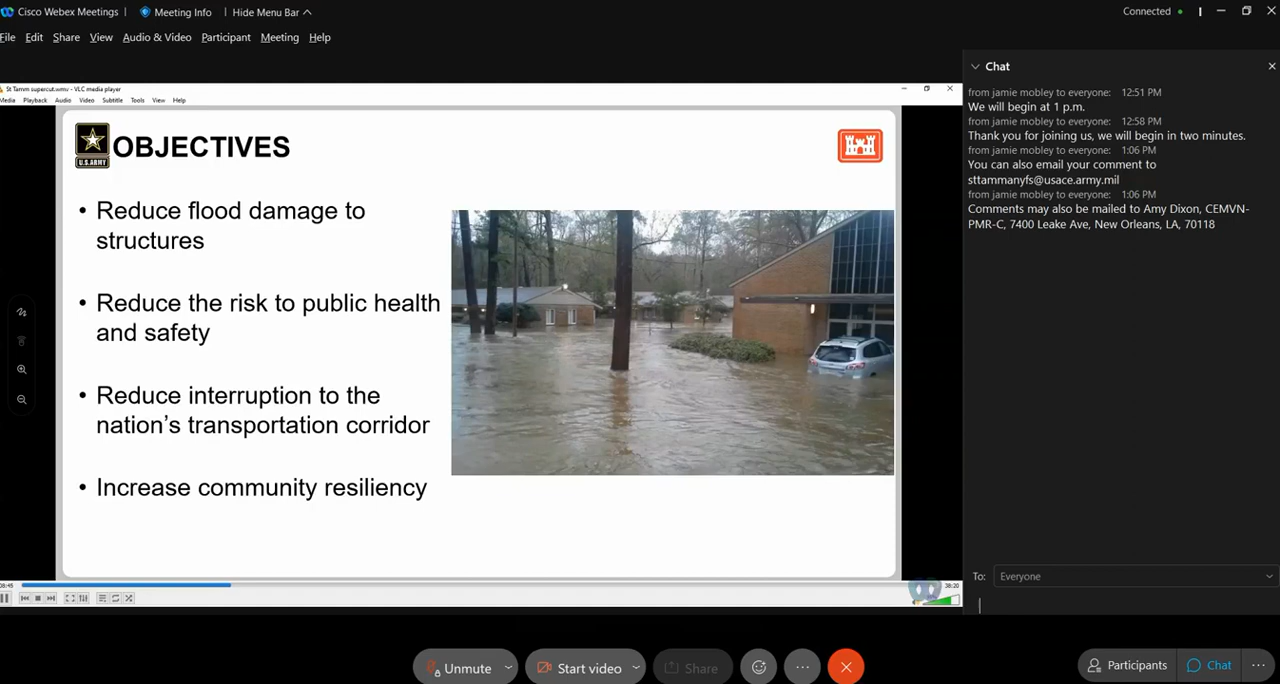 Cisco Webex Meetings
Meeting Info
Hide Menu Bar
Connected
File Edit Share View Audio & Video Participant Meeting Help
St Tamm supercut.wmv - VLC media player
Media Playback Audio Video Subtitle Tools View Help
U.S.ARMY
OBJECTIVES
• Reduce flood damage to
structures
• Reduce the risk to public health
and safety
• Reduce interruption to the
nation's transportation corridor
• Increase community resiliency
08:45
38:20
Chat
from jamie mobley to everyone: 12:51 PM
We will begin at 1 p.m.
from jamie mobley to everyone: 12:58 PM
Thank you for joining us, we will begin in two minutes.
from jamie mobley to everyone: 1:06 PM
You can also email your comment to
sttammanyfs@usace.army.mil
from jamie mobley to everyone: 1:06 PM
Comments may also be mailed to Amy Dixon, CEMVN-
PMR-C, 7400 Leake Ave, New Orleans, LA, 70118
To: Everyone
Unmute
Start video
Share
Participants
Chat